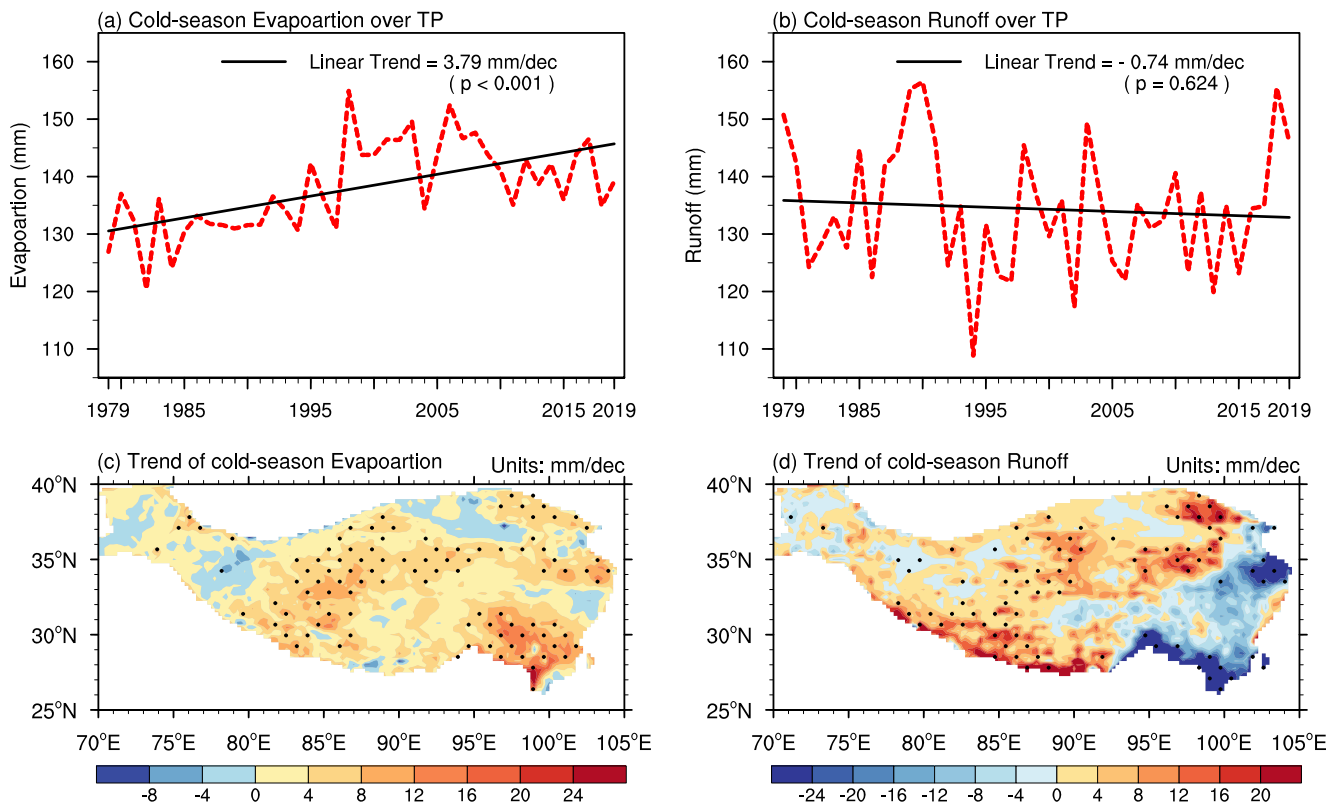 (a) Cold-season Evapoartion over TP
Linear Trend = 3.79 mm/dec
( p < 0.001 )
Evapoartion (mm)
160
150
140
130
120
110
1979 1985 1995 2005 2015 2019
(b) Cold-season Runoff over TP
Linear Trend = - 0.74 mm/dec
( p = 0.624 )
Runoff (mm)
160
150
140
130
120
110
1979 1985 1995 2005 2015 2019
(c) Trend of cold-season Evapoartion Units: mm/dec
40°N
35°N
30°N
25°N
70°E 75°E 80°E 85°E 90°E 95°E 100°E 105°E
-8 -4 0 4 8 12 16 20 24
(d) Trend of cold-season Runoff Units: mm/dec
40°N
35°N
30°N
25°N
70°E 75°E 80°E 85°E 90°E 95°E 100°E 105°E
-24 -20 -16 -12 -8 -4 0 4 8 12 16 20